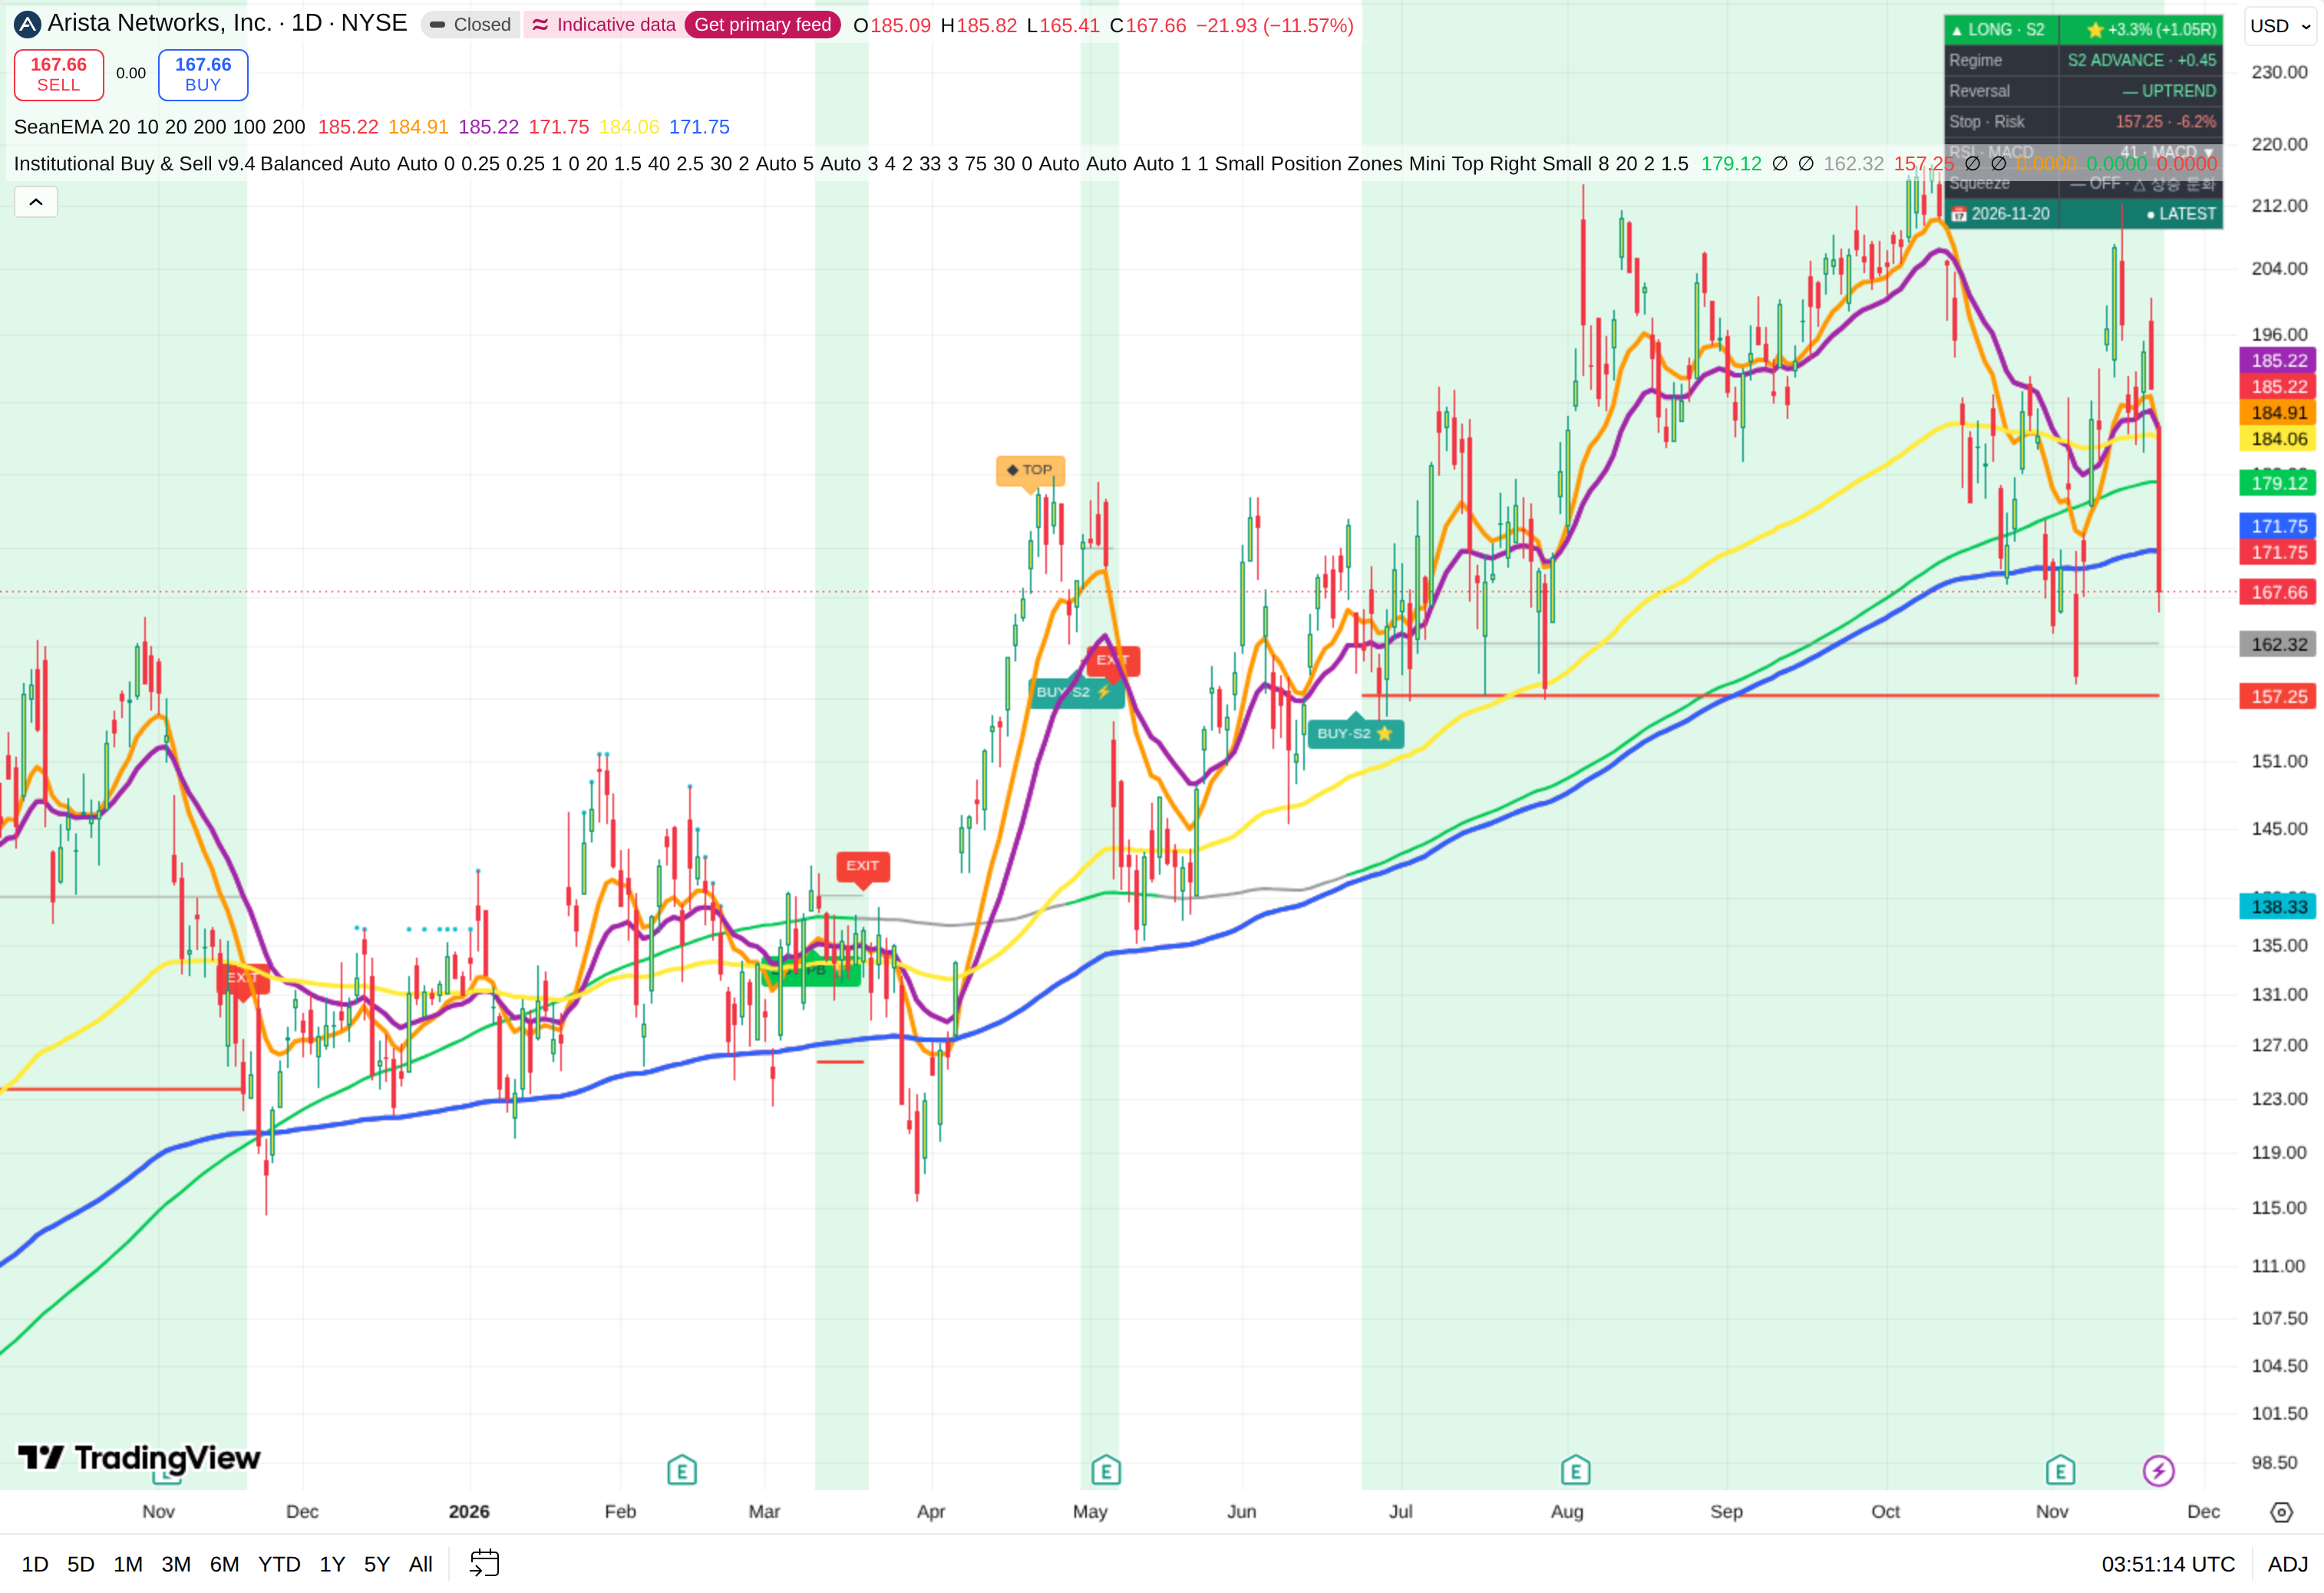 Arista Networks, Inc. · 1D · NYSE Closed Indicative data Get primary feed O185.09 H185.82 L165.41 C167.66 −21.93 (−11.57%)
167.66 SELL 0.00 167.66 BUY
SeanEMA 20 10 20 200 100 200 185.22 184.91 185.22 171.75 184.06 171.75
Institutional Buy & Sell v9.4 Balanced Auto Auto 0 0.25 0.25 1 0 20 1.5 40 2.5 30 2 Auto 5 Auto 3 4 2 33 3 75 30 0 Auto Auto Auto 1 1 Small Position Zones Mini Top Right Small 8 20 2 1.5 179.12 ∅ ∅ 162.32 157.25 ∅ ∅ 0.0000 0.0000 0.0000
▲ LONG · S2 ⭐ +3.3% (+1.05R)
Regime S2 ADVANCE · +0.45
Reversal — UPTREND
Stop · Risk 157.25 · -6.2%
RSI · MACD 41 · MACD ▼
Squeeze — OFF · △ 상승 둔화
📅 2026-11-20 ● LATEST
USD
230.00
220.00
212.00
204.00
196.00
185.22
185.22
184.91
184.06
179.12
171.75
171.75
167.66
162.32
157.25
151.00
145.00
138.33
135.00
131.00
127.00
123.00
119.00
115.00
111.00
107.50
104.50
101.50
98.50
◆ TOP
EXIT
BUY·S2 ⚡
BUY·S2 ⭐
EXIT
EXIT
PB
TradingView
E
E
E
E
E
Nov Dec 2026 Feb Mar Apr May Jun Jul Aug Sep Oct Nov Dec
1D 5D 1M 3M 6M YTD 1Y 5Y All 03:51:14 UTC ADJ